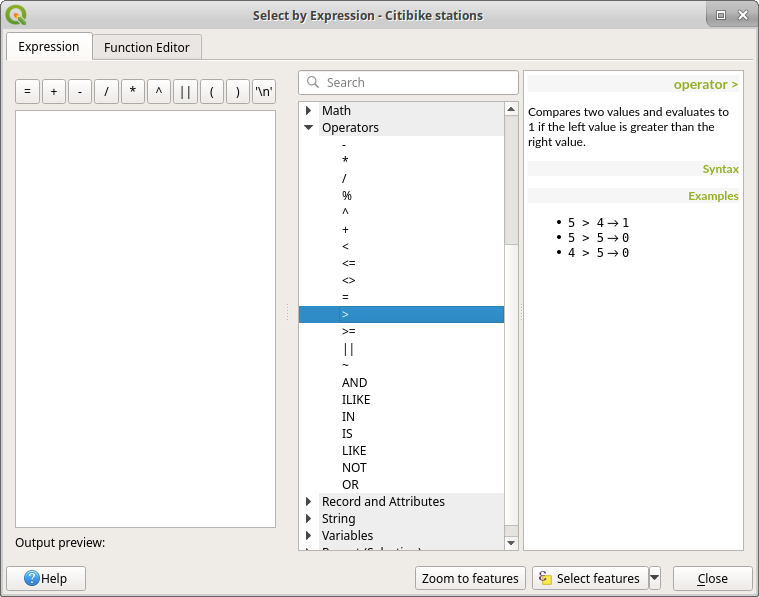 Select by Expression - Citibike stations
Expression
Function Editor
= + - / * ^ || ( ) '\n'
Output preview:
Search
Math
Operators
-
*
/
%
^
+
<
<=
<>
=
>
>=
||
~
AND
ILIKE
IN
IS
LIKE
NOT
OR
Record and Attributes
String
Variables
operator >
Compares two values and evaluates to
1 if the left value is greater than the
right value.
Syntax
Examples
• 5 > 4 → 1
• 5 > 5 → 0
• 4 > 5 → 0
Help
Zoom to features
Select features
Close